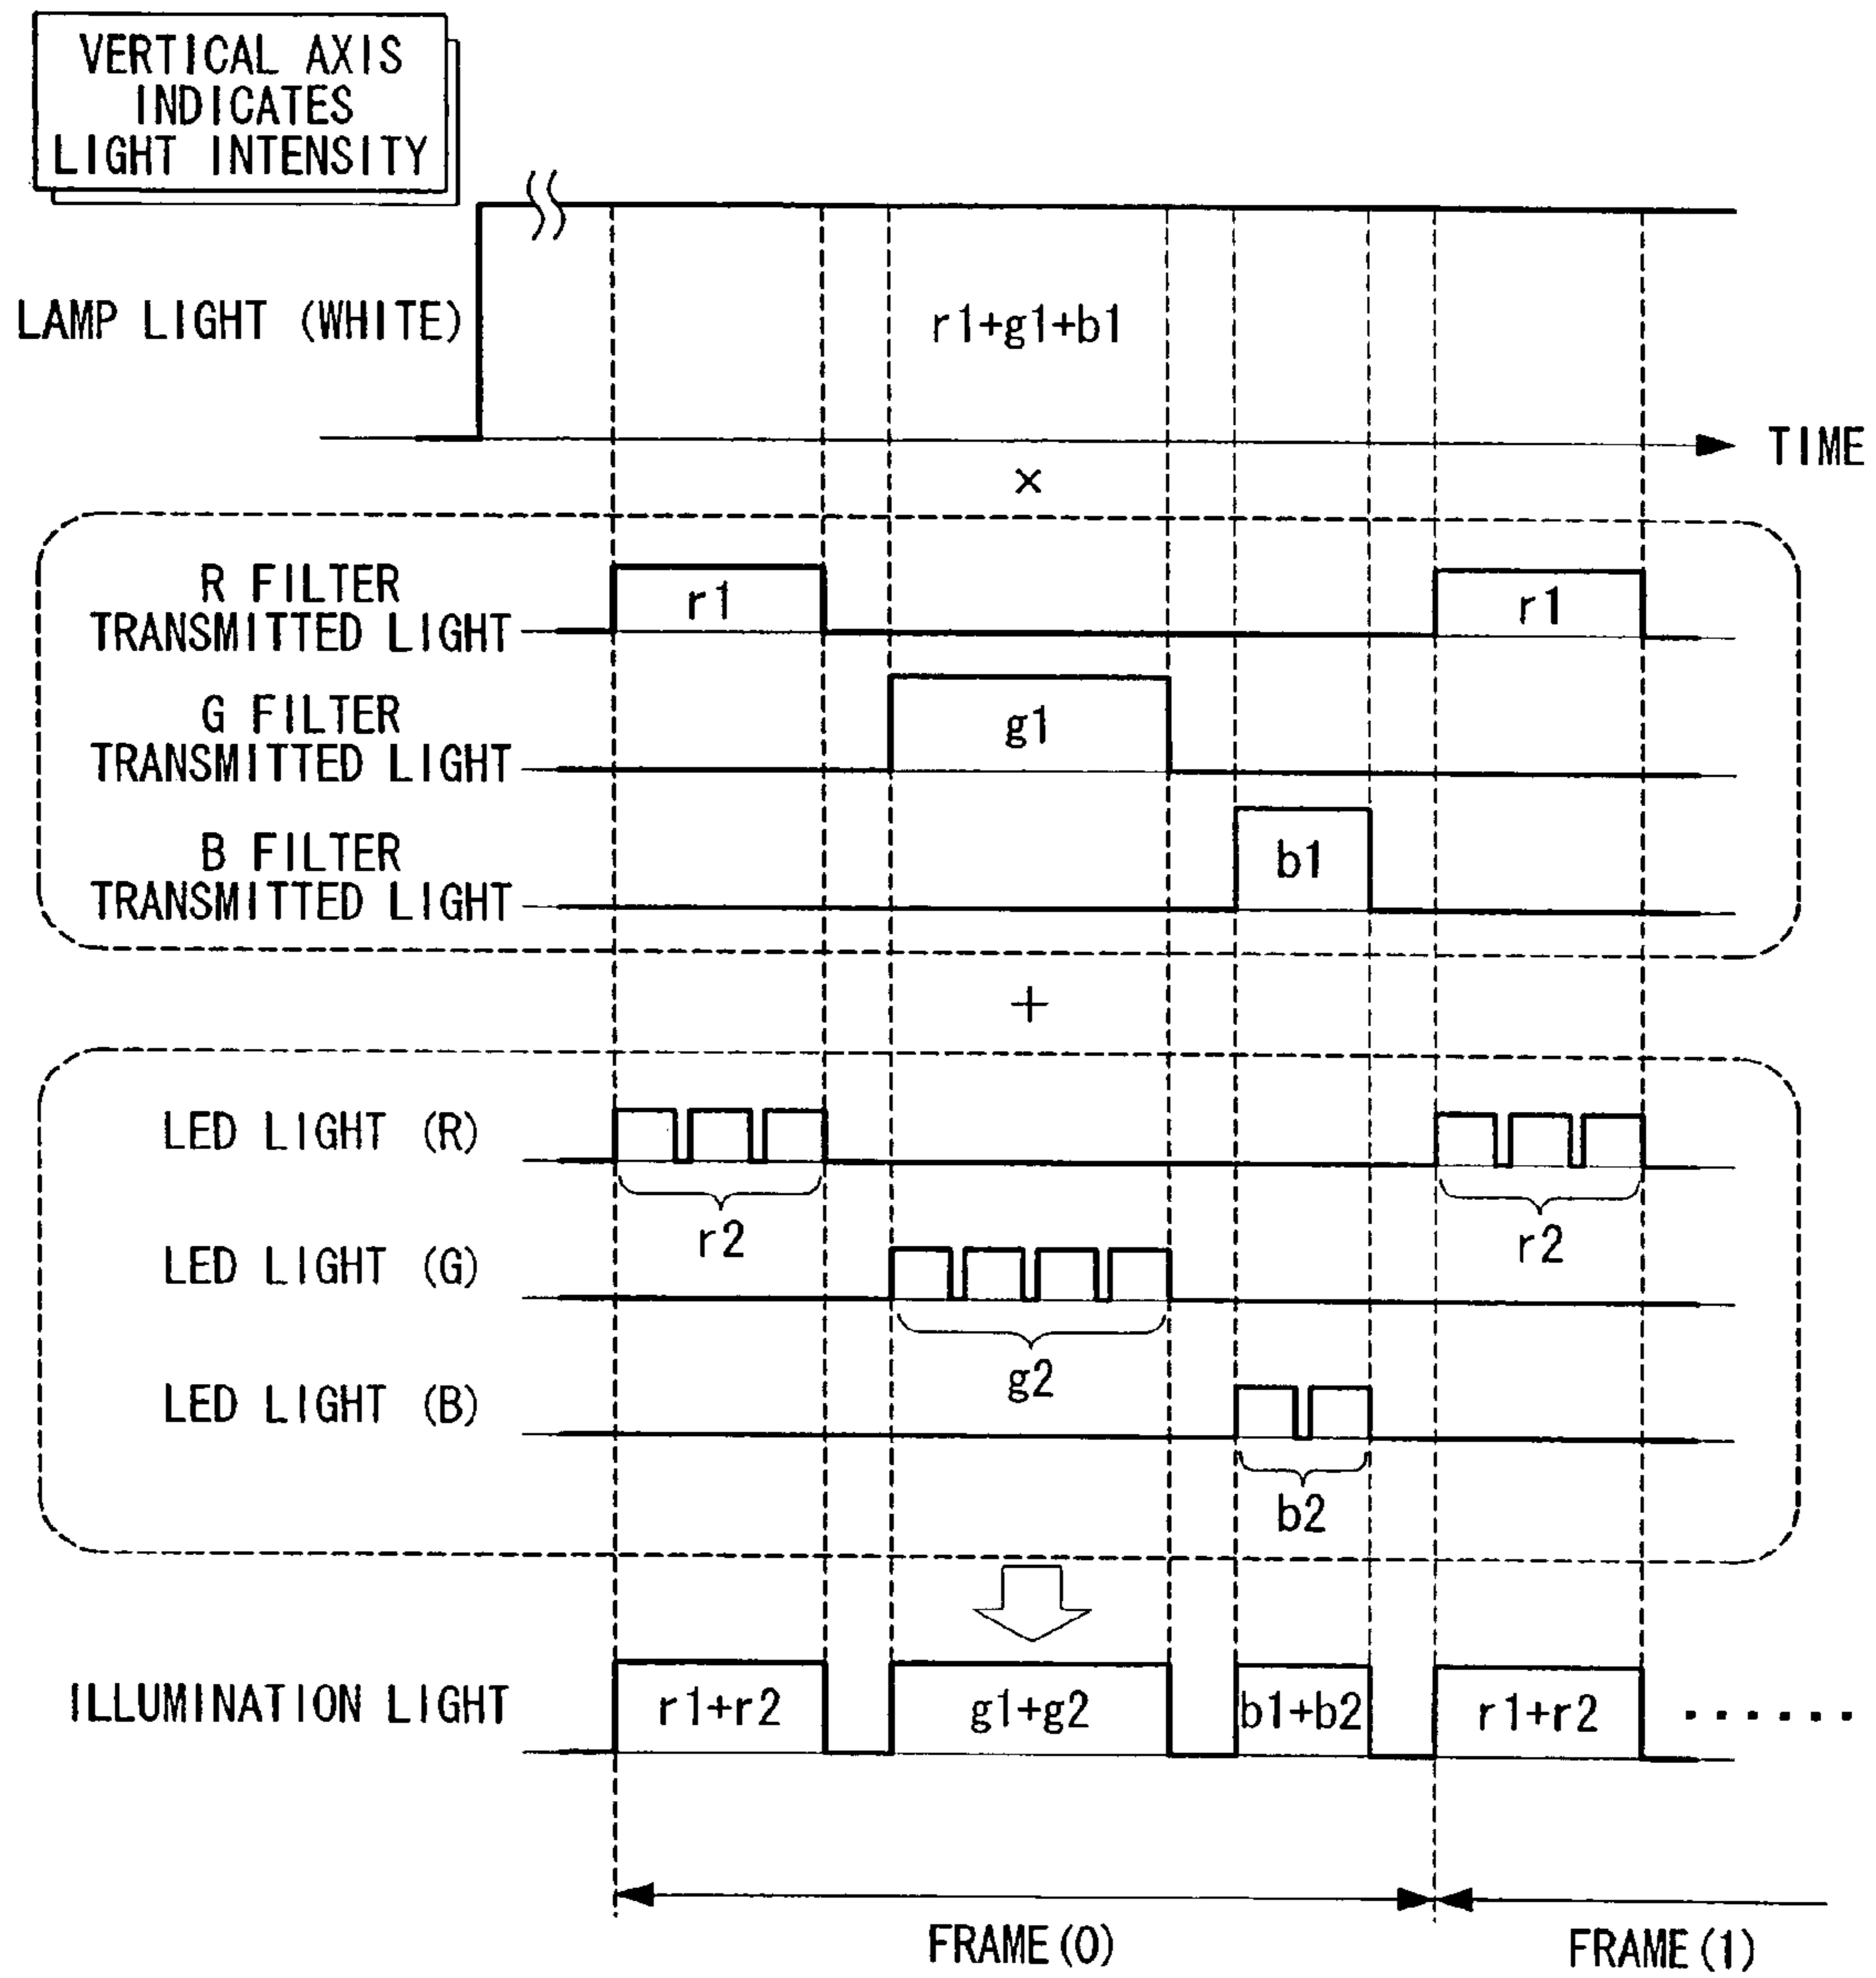 VERTICAL AXIS
INDICATES
LIGHT INTENSITY
LAMP LIGHT (WHITE)
r1+g1+b1
TIME
×
R FILTER
TRANSMITTED LIGHT
r1
r1
G FILTER
TRANSMITTED LIGHT
g1
B FILTER
TRANSMITTED LIGHT
b1
+
LED LIGHT (R)
r2
r2
LED LIGHT (G)
g2
LED LIGHT (B)
b2
ILLUMINATION LIGHT
r1+r2
g1+g2
b1+b2
r1+r2
......
FRAME(0)
FRAME(1)